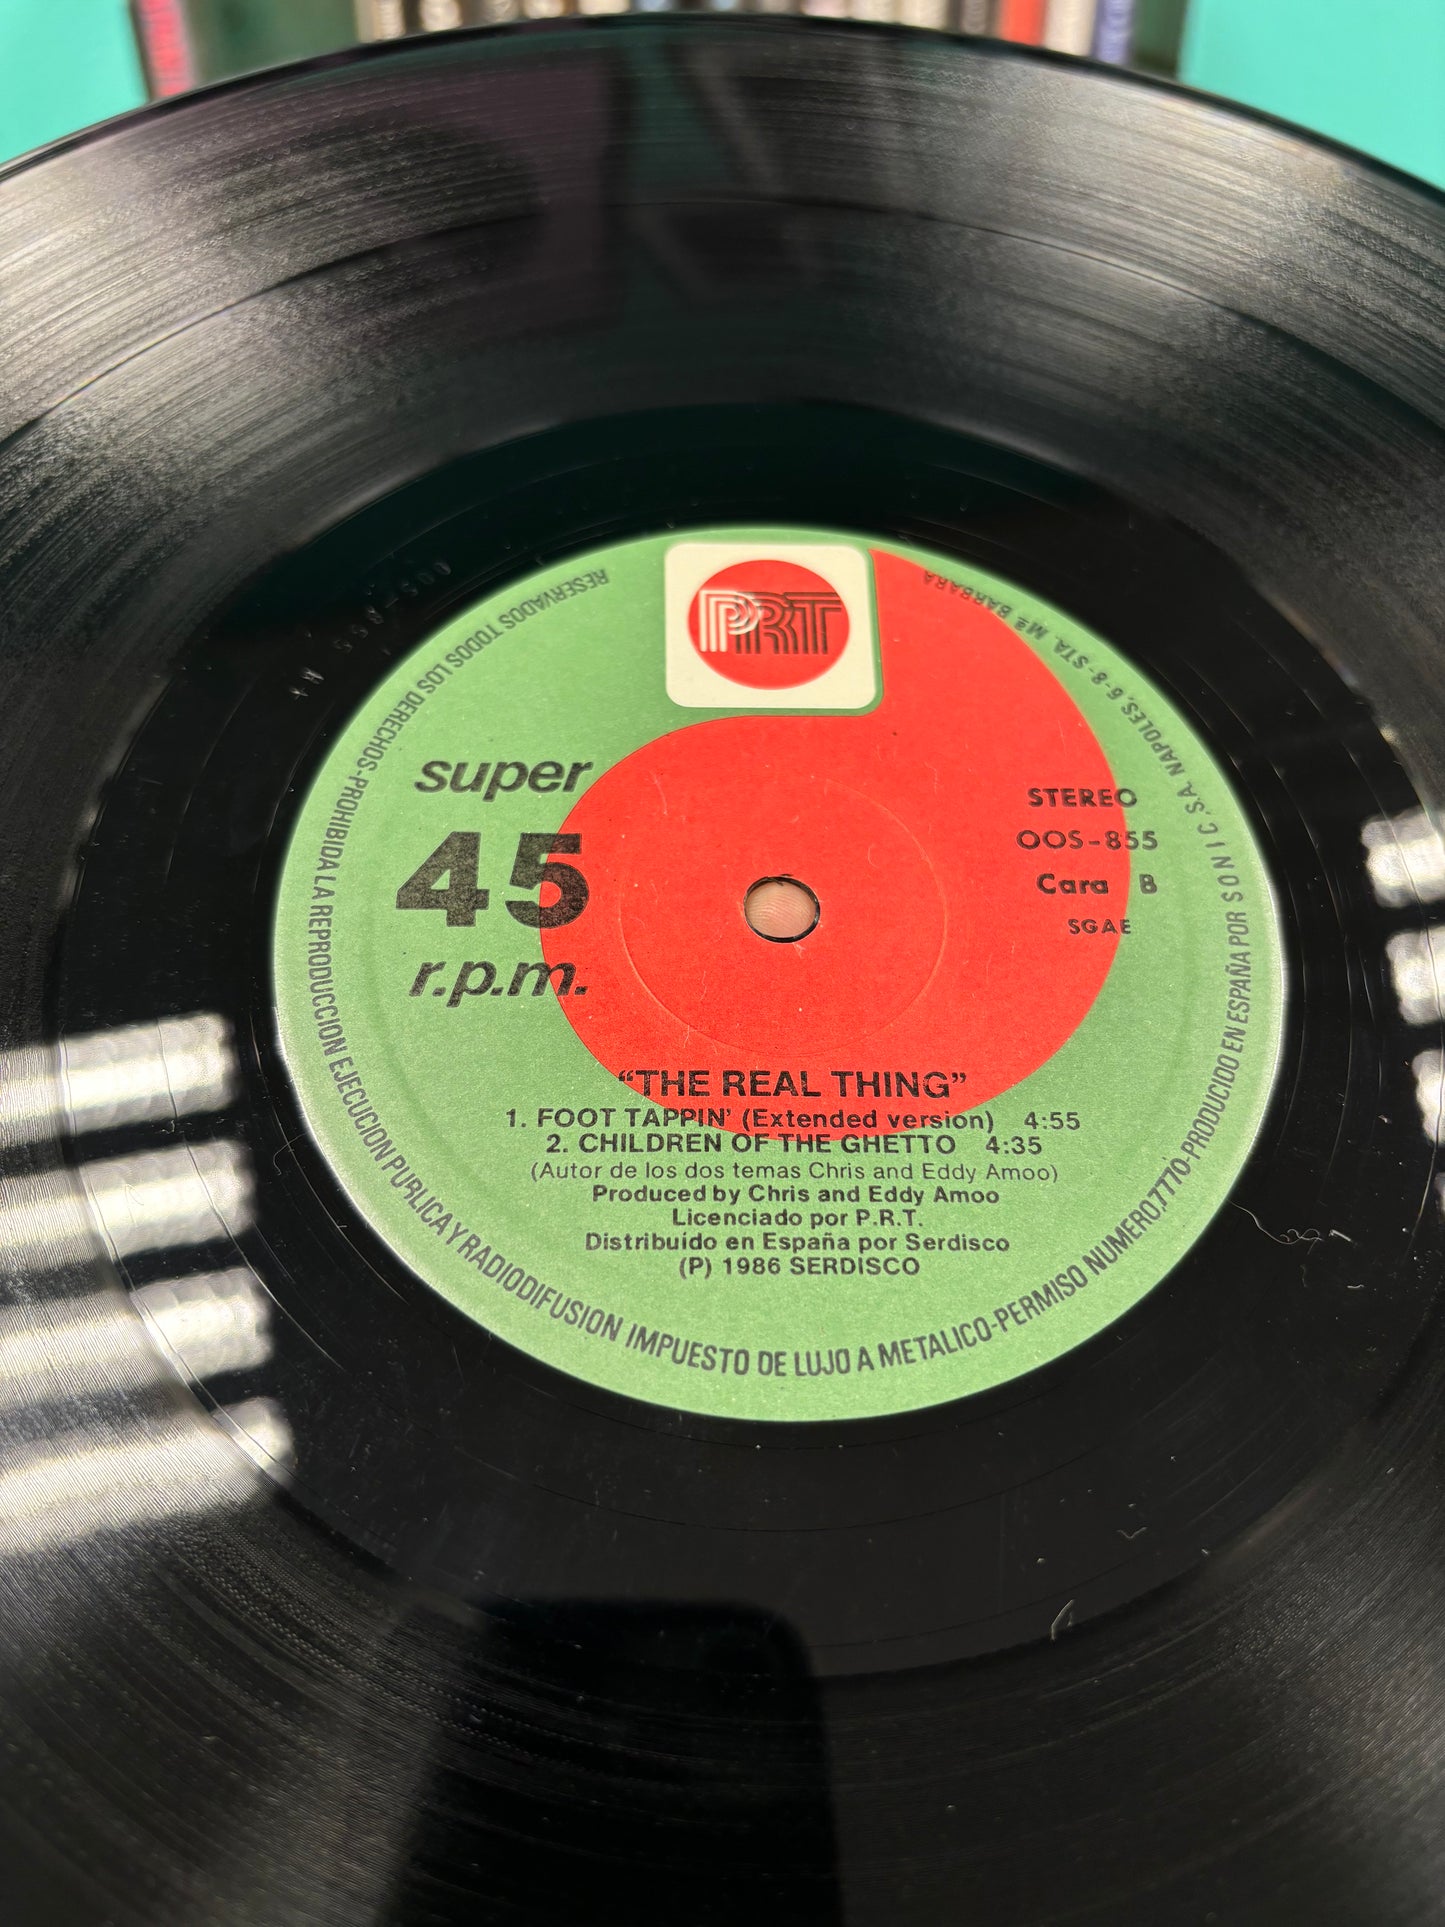 PRT
super
45
r.p.m.
STEREO
OOS-855
Cara B
SGAE
“THE REAL THING”
1. FOOT TAPPIN’ (Extended version) 4:55
2. CHILDREN OF THE GHETTO 4:35
(Autor de los dos temas Chris and Eddy Amoo)
Produced by Chris and Eddy Amoo
Licenciado por P.R.T.
Distribuído en España por Serdisco
(P) 1986 SERDISCO
RESERVADOS TODOS LOS DERECHOS-PROHIBIDA LA REPRODUCCION EJECUCION PUBLICA Y RADIODIFUSION IMPUESTO DE LUJO A METALICO-PERMISO NUMERO,7770-PRODUCIDO EN ESPAÑA POR SONIC,S.A. NAPOLES, 6-8-STA. Mª BARBARA